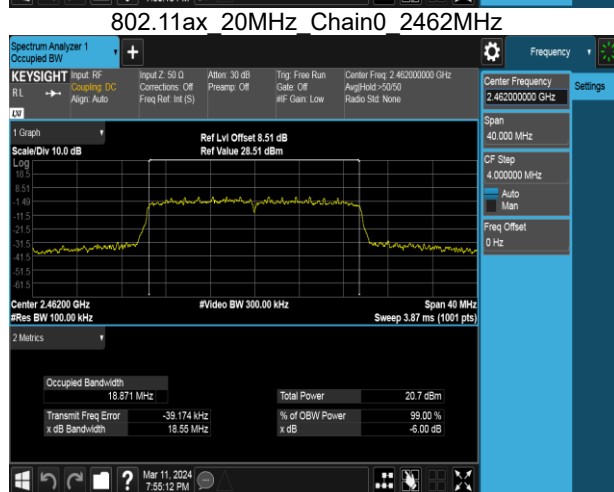 802.11ax_20MHz_Chain0_2462MHz
Spectrum Analyzer 1
Occupied BW
Frequency
KEYSIGHT
Input: RF
Coupling: DC
Align: Auto
RL
LXI
Input Z: 50 Ω
Corrections: Off
Freq Ref: Int (S)
Atten: 30 dB
Preamp: Off
Trig: Free Run
Gate: Off
#IF Gain: Low
Center Freq: 2.462000000 GHz
Avg|Hold:>50/50
Radio Std: None
Center Frequency
2.462000000 GHz
Settings
Span
40.000 MHz
CF Step
4.000000 MHz
Auto
Man
Freq Offset
0 Hz
1 Graph
Scale/Div 10.0 dB
Ref Lvl Offset 8.51 dB
Ref Value 28.51 dBm
Log
18.5
8.51
-1.49
-11.5
-21.5
-31.5
-41.5
-51.5
-61.5
Center 2.46200 GHz
#Res BW 100.00 kHz
#Video BW 300.00 kHz
Span 40 MHz
Sweep 3.87 ms (1001 pts)
2 Metrics
Occupied Bandwidth
18.871 MHz
Total Power 20.7 dBm
Transmit Freq Error -39.174 kHz
% of OBW Power 99.00 %
x dB Bandwidth 18.55 MHz
x dB -6.00 dB
?
Mar 11, 2024
7:55:12 PM